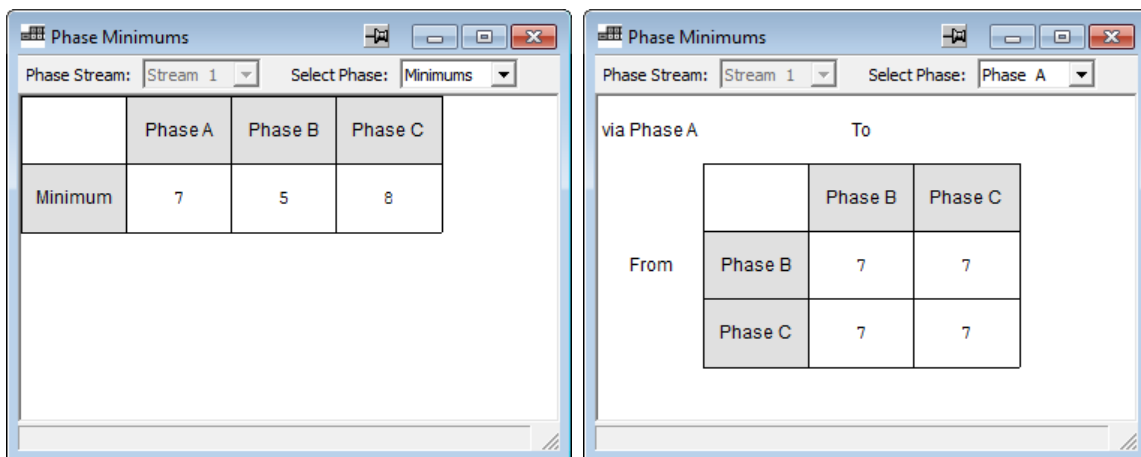 Phase Minimums
Phase Stream: Stream 1 Select Phase: Minimums
Phase A Phase B Phase C
Minimum 7 5 8
Phase Minimums
Phase Stream: Stream 1 Select Phase: Phase A
via Phase A To
Phase B Phase C
From Phase B 7 7
Phase C 7 7